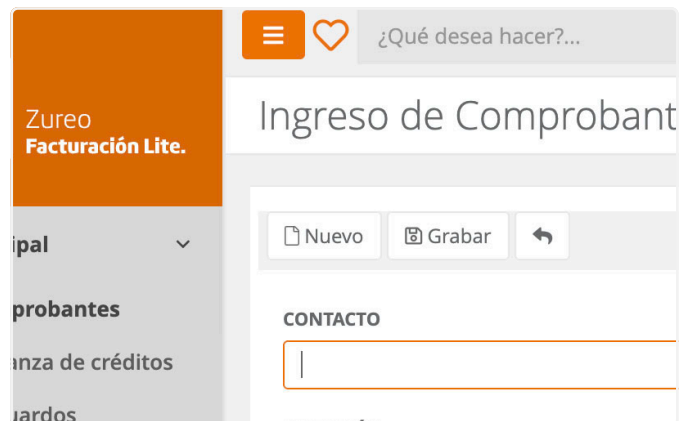 ¿Qué desea hacer?...
Zureo
Facturación Lite.
Ingreso de Comprobant
ipal
Nuevo
Grabar
probantes
CONTACTO
anza de créditos
uardos